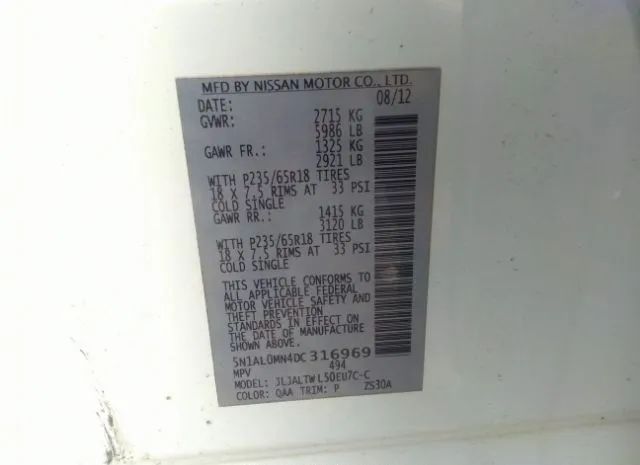 MFD BY NISSAN MOTOR CO., LTD.
DATE: 08/12
GVWR: 2715 KG
5986 LB
GAWR FR.: 1325 KG
2921 LB
WITH P235/65R18 TIRES
18 X 7.5 RIMS AT 33 PSI
COLD SINGLE
GAWR RR.: 1415 KG
3120 LB
WITH P235/65R18 TIRES
18 X 7.5 RIMS AT 33 PSI
COLD SINGLE
THIS VEHICLE CONFORMS TO
ALL APPLICABLE FEDERAL
MOTOR VEHICLE SAFETY AND
THEFT PREVENTION
STANDARDS IN EFFECT ON
THE DATE OF MANUFACTURE
SHOWN ABOVE.
5N1AL0MN4DC316969
MPV 494
MODEL: JLJALTWL50EU7C-C
COLOR: QAA TRIM: P ZS30A